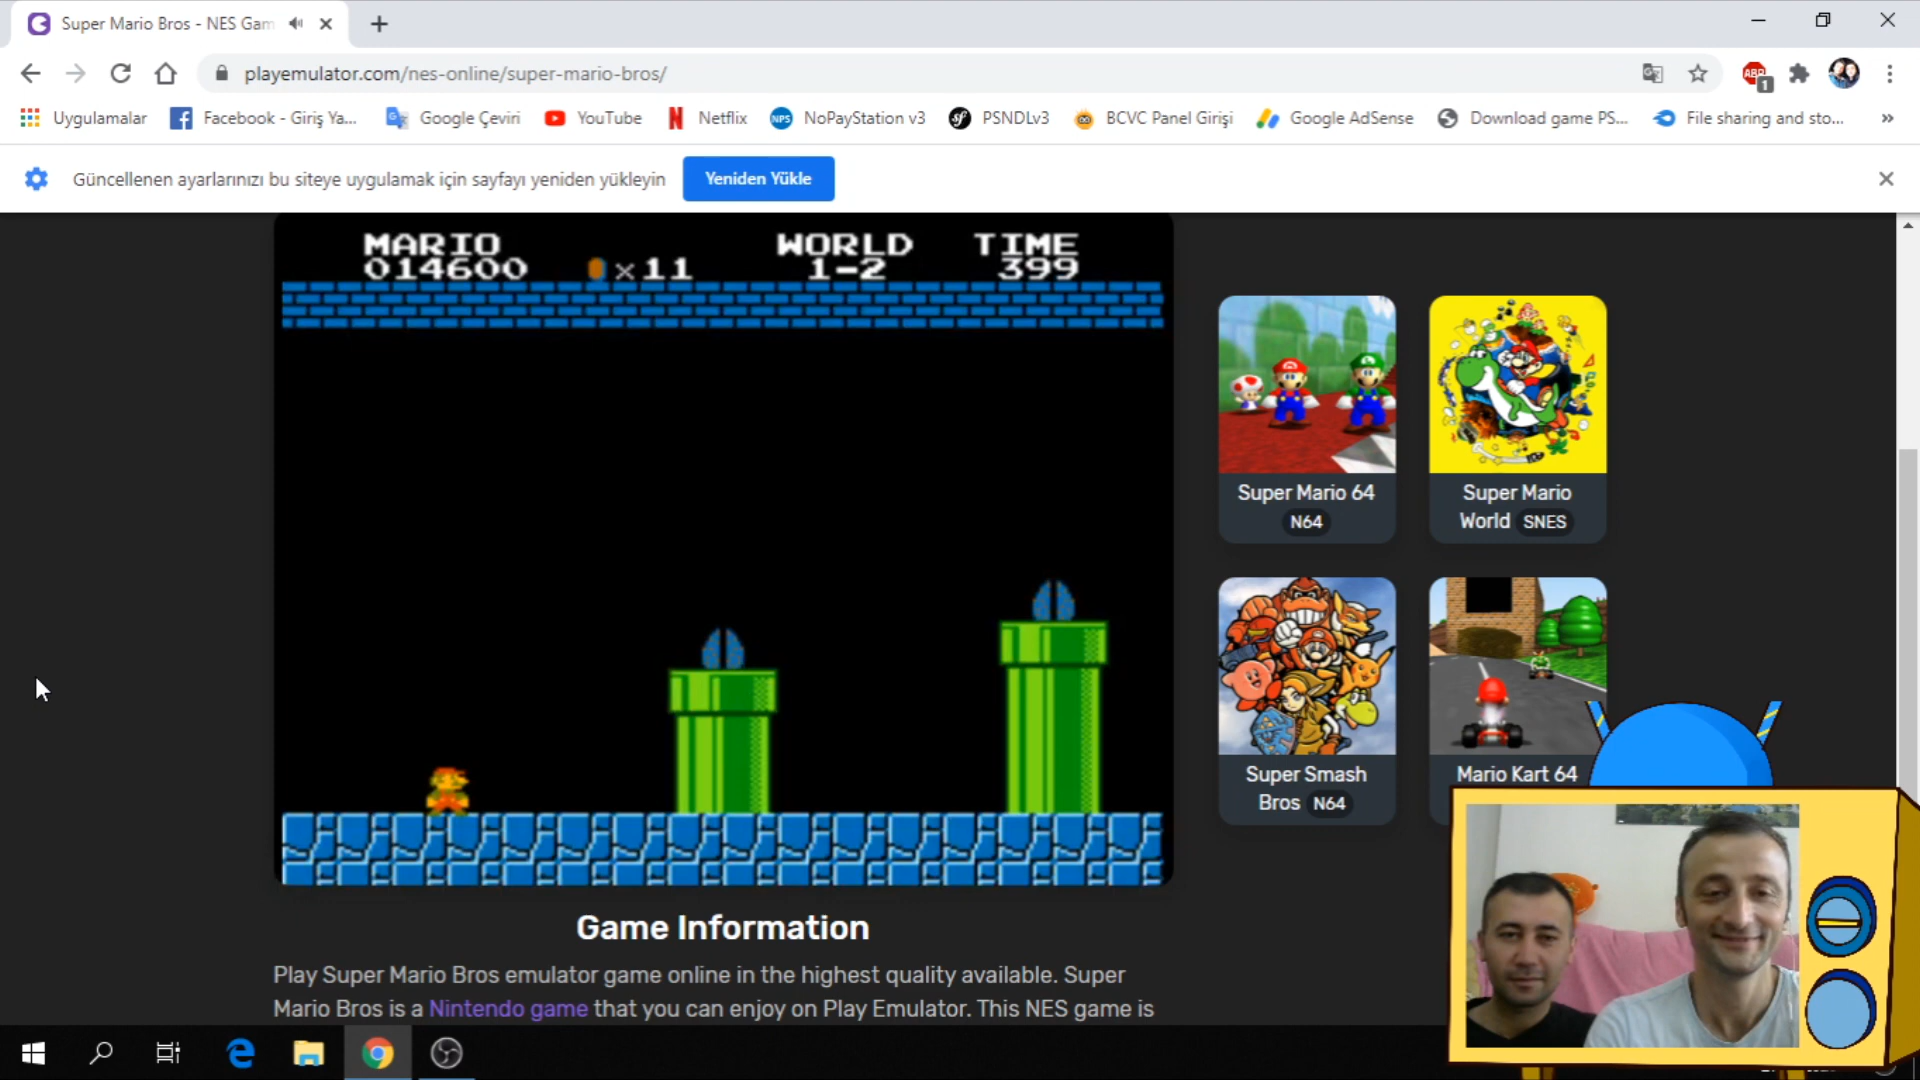 Super Mario Bros - NES Gam
playemulator.com/nes-online/super-mario-bros/
ABP
1
Uygulamalar
Facebook - Giriş Ya...
Google Çeviri
YouTube
Netflix
NPS
NoPayStation v3
PSNDLv3
BCVC Panel Girişi
Google AdSense
Download game PS...
File sharing and sto...
»
Güncellenen ayarlarınızı bu siteye uygulamak için sayfayı yeniden yükleyin
Yeniden Yükle
MARIO WORLD TIME
014600 ×11 1-2 399
Super Mario 64
N64
Super Mario
World SNES
Super Smash
Bros N64
Mario Kart 64
Game Information
Play Super Mario Bros emulator game online in the highest quality available. Super
Mario Bros is a Nintendo game that you can enjoy on Play Emulator. This NES game is